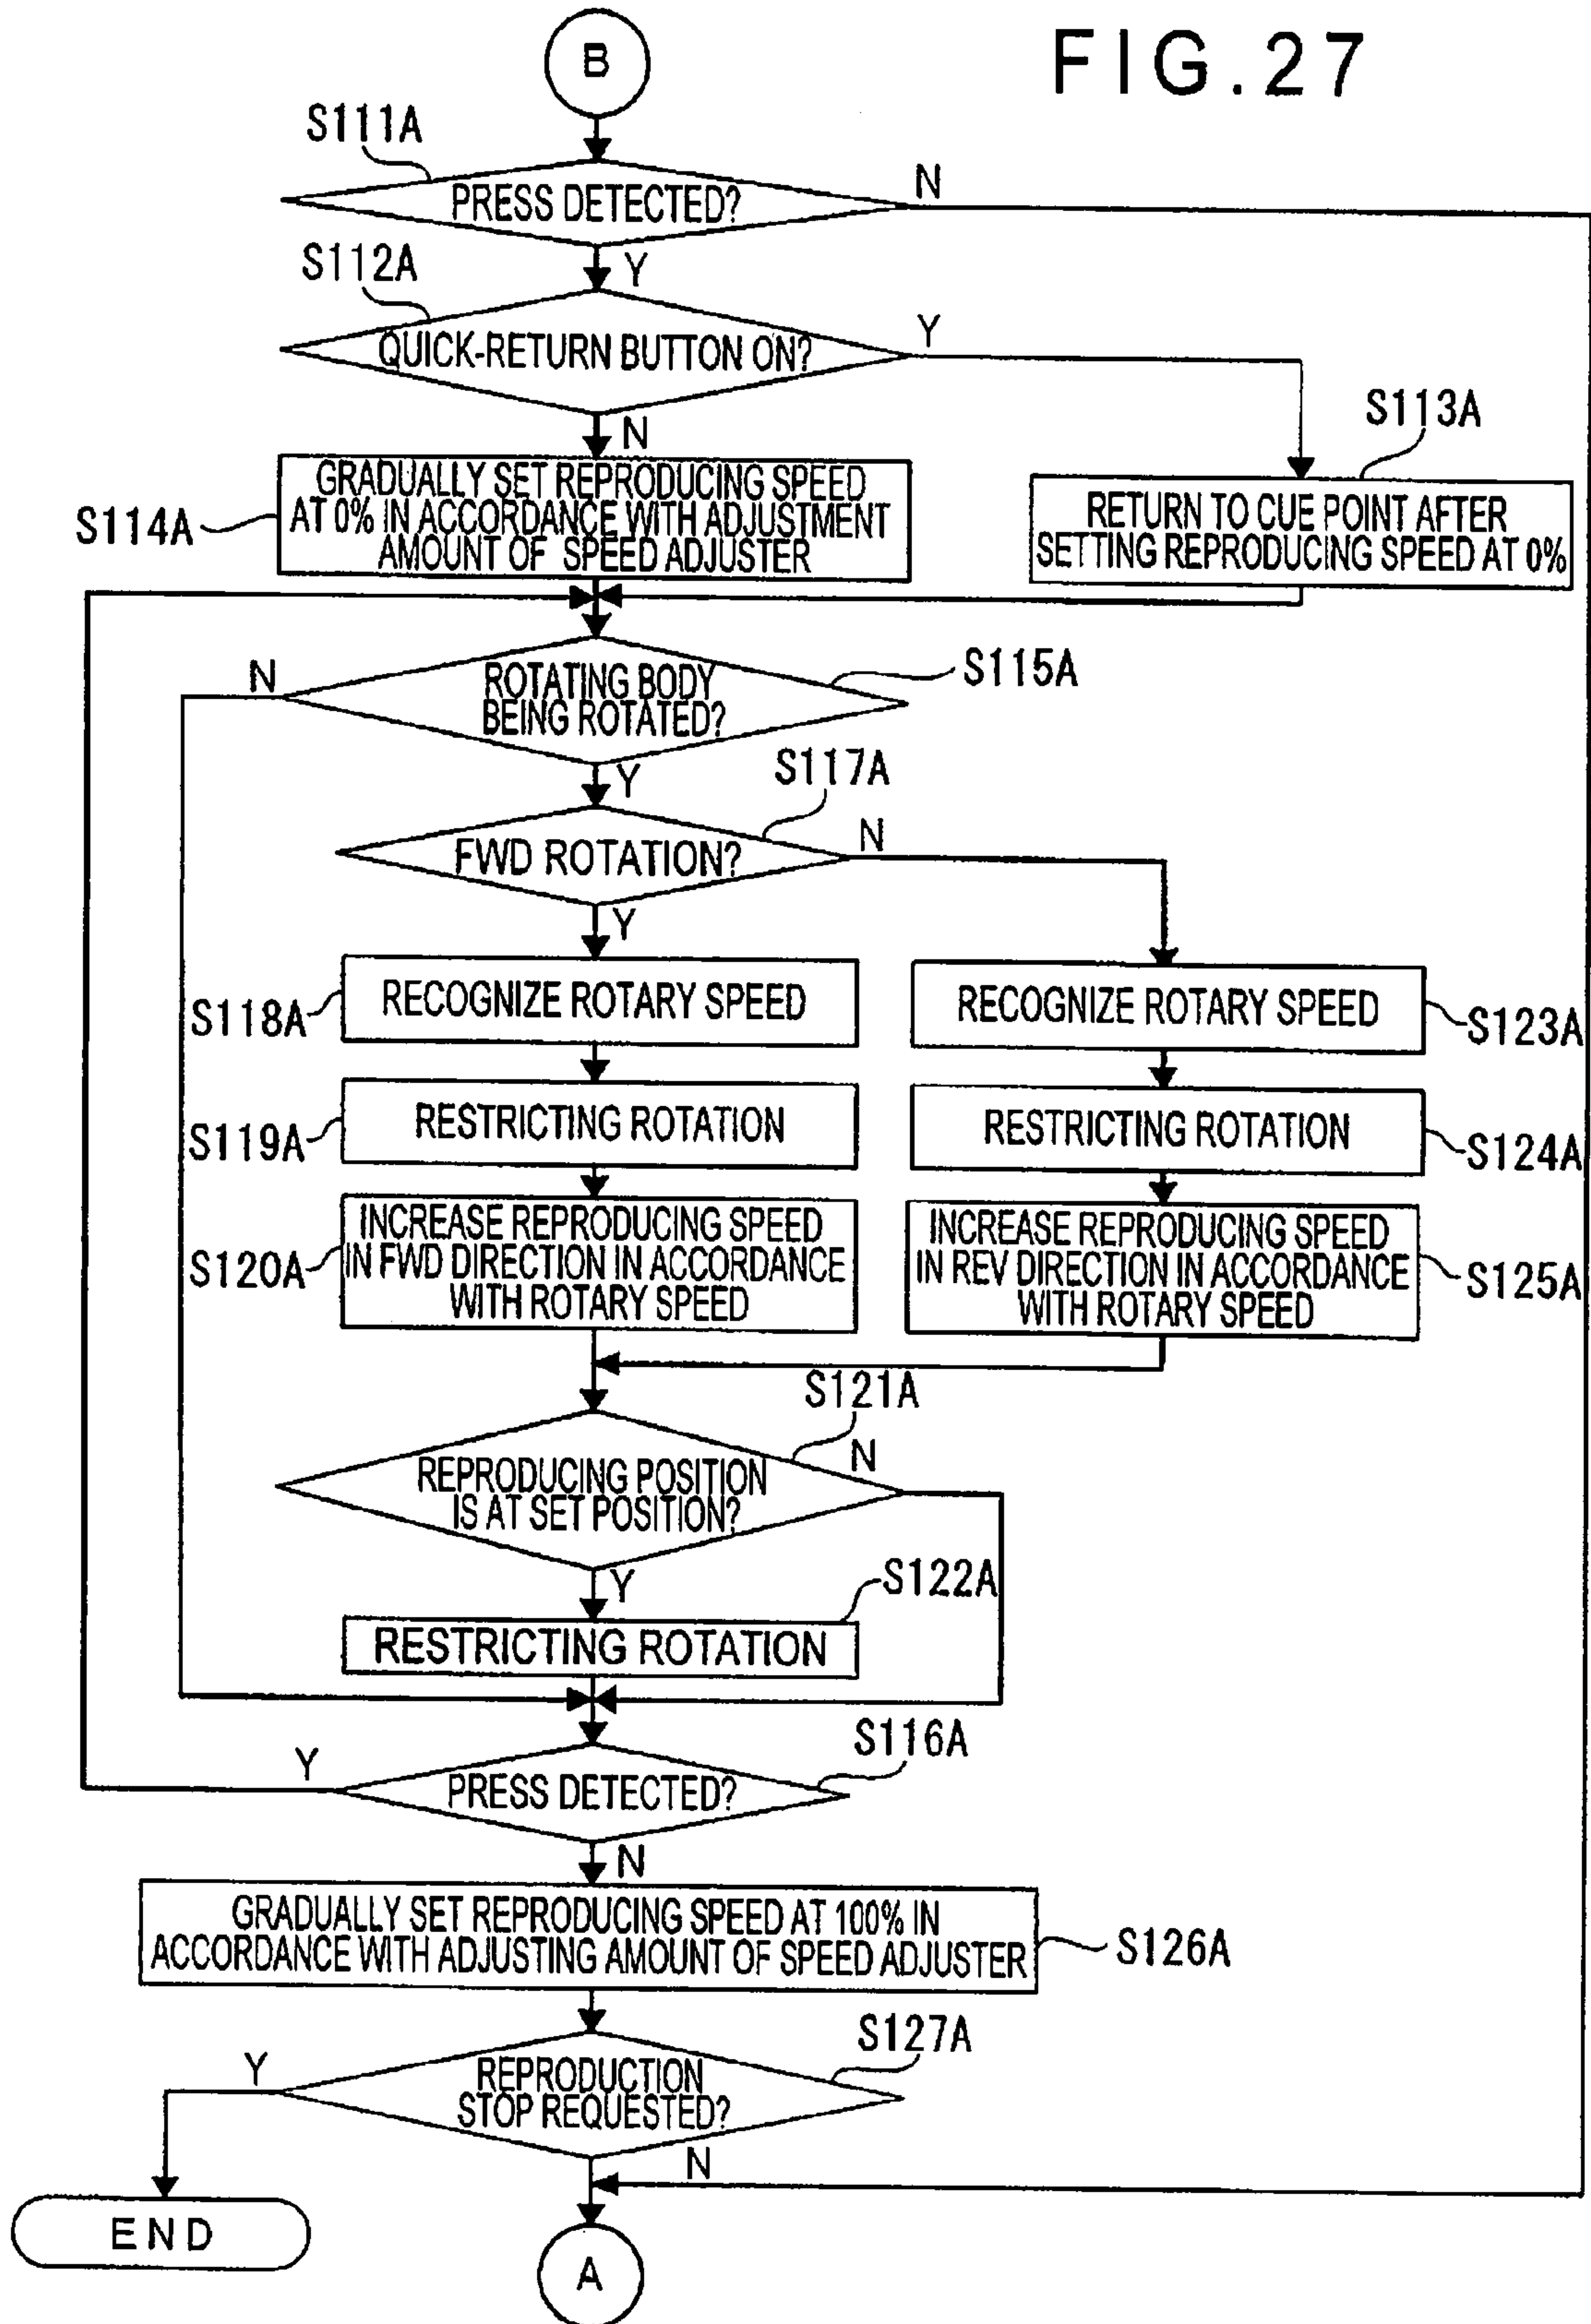 FIG.27
B
S111A
PRESS DETECTED?
N
S112A
Y
QUICK-RETURN BUTTON ON?
Y
N
S113A
S114A
GRADUALLY SET REPRODUCING SPEED
AT 0% IN ACCORDANCE WITH ADJUSTMENT
AMOUNT OF SPEED ADJUSTER
RETURN TO CUE POINT AFTER
SETTING REPRODUCING SPEED AT 0%
N
ROTATING BODY
BEING ROTATED?
S115A
Y
S117A
FWD ROTATION?
N
Y
S118A
RECOGNIZE ROTARY SPEED
RECOGNIZE ROTARY SPEED
S123A
S119A
RESTRICTING ROTATION
RESTRICTING ROTATION
S124A
S120A
INCREASE REPRODUCING SPEED
IN FWD DIRECTION IN ACCORDANCE
WITH ROTARY SPEED
INCREASE REPRODUCING SPEED
IN REV DIRECTION IN ACCORDANCE
WITH ROTARY SPEED
S125A
S121A
REPRODUCING POSITION
IS AT SET POSITION?
N
Y
S122A
RESTRICTING ROTATION
S116A
Y
PRESS DETECTED?
N
GRADUALLY SET REPRODUCING SPEED AT 100% IN
ACCORDANCE WITH ADJUSTING AMOUNT OF SPEED ADJUSTER
S126A
S127A
Y
REPRODUCTION
STOP REQUESTED?
N
END
A